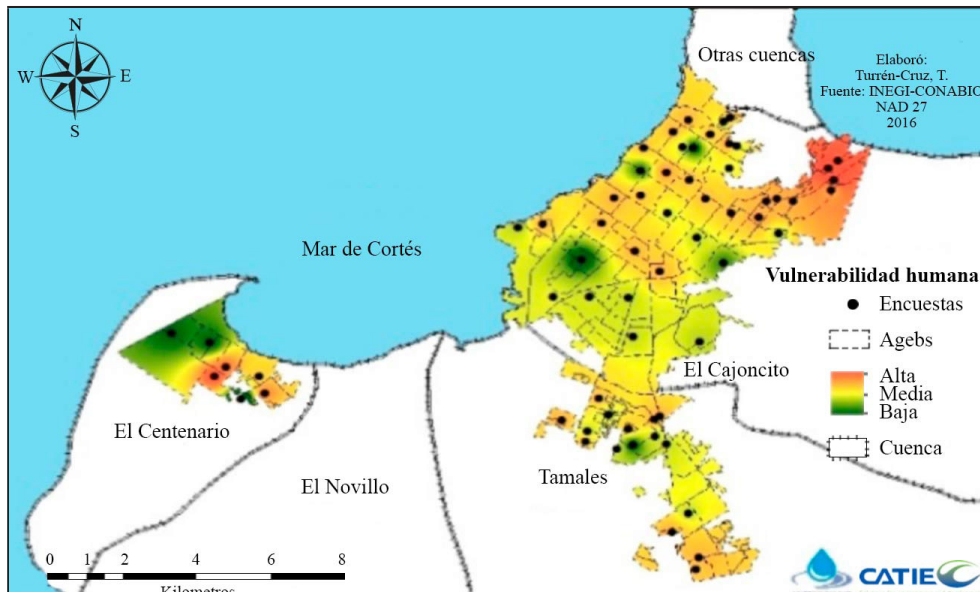 N
W E
S
Otras cuencas
Elaboró:
Turrén-Cruz, T.
Fuente: INEGI-CONABIO
NAD 27
2016
Mar de Cortés
Vulnerabilidad humana
Encuestas
Agebs
Alta
Media
Baja
Cuenca
El Cajoncito
El Centenario
El Novillo
Tamales
0 1 2 4 6 8
Kilometros
CATIE